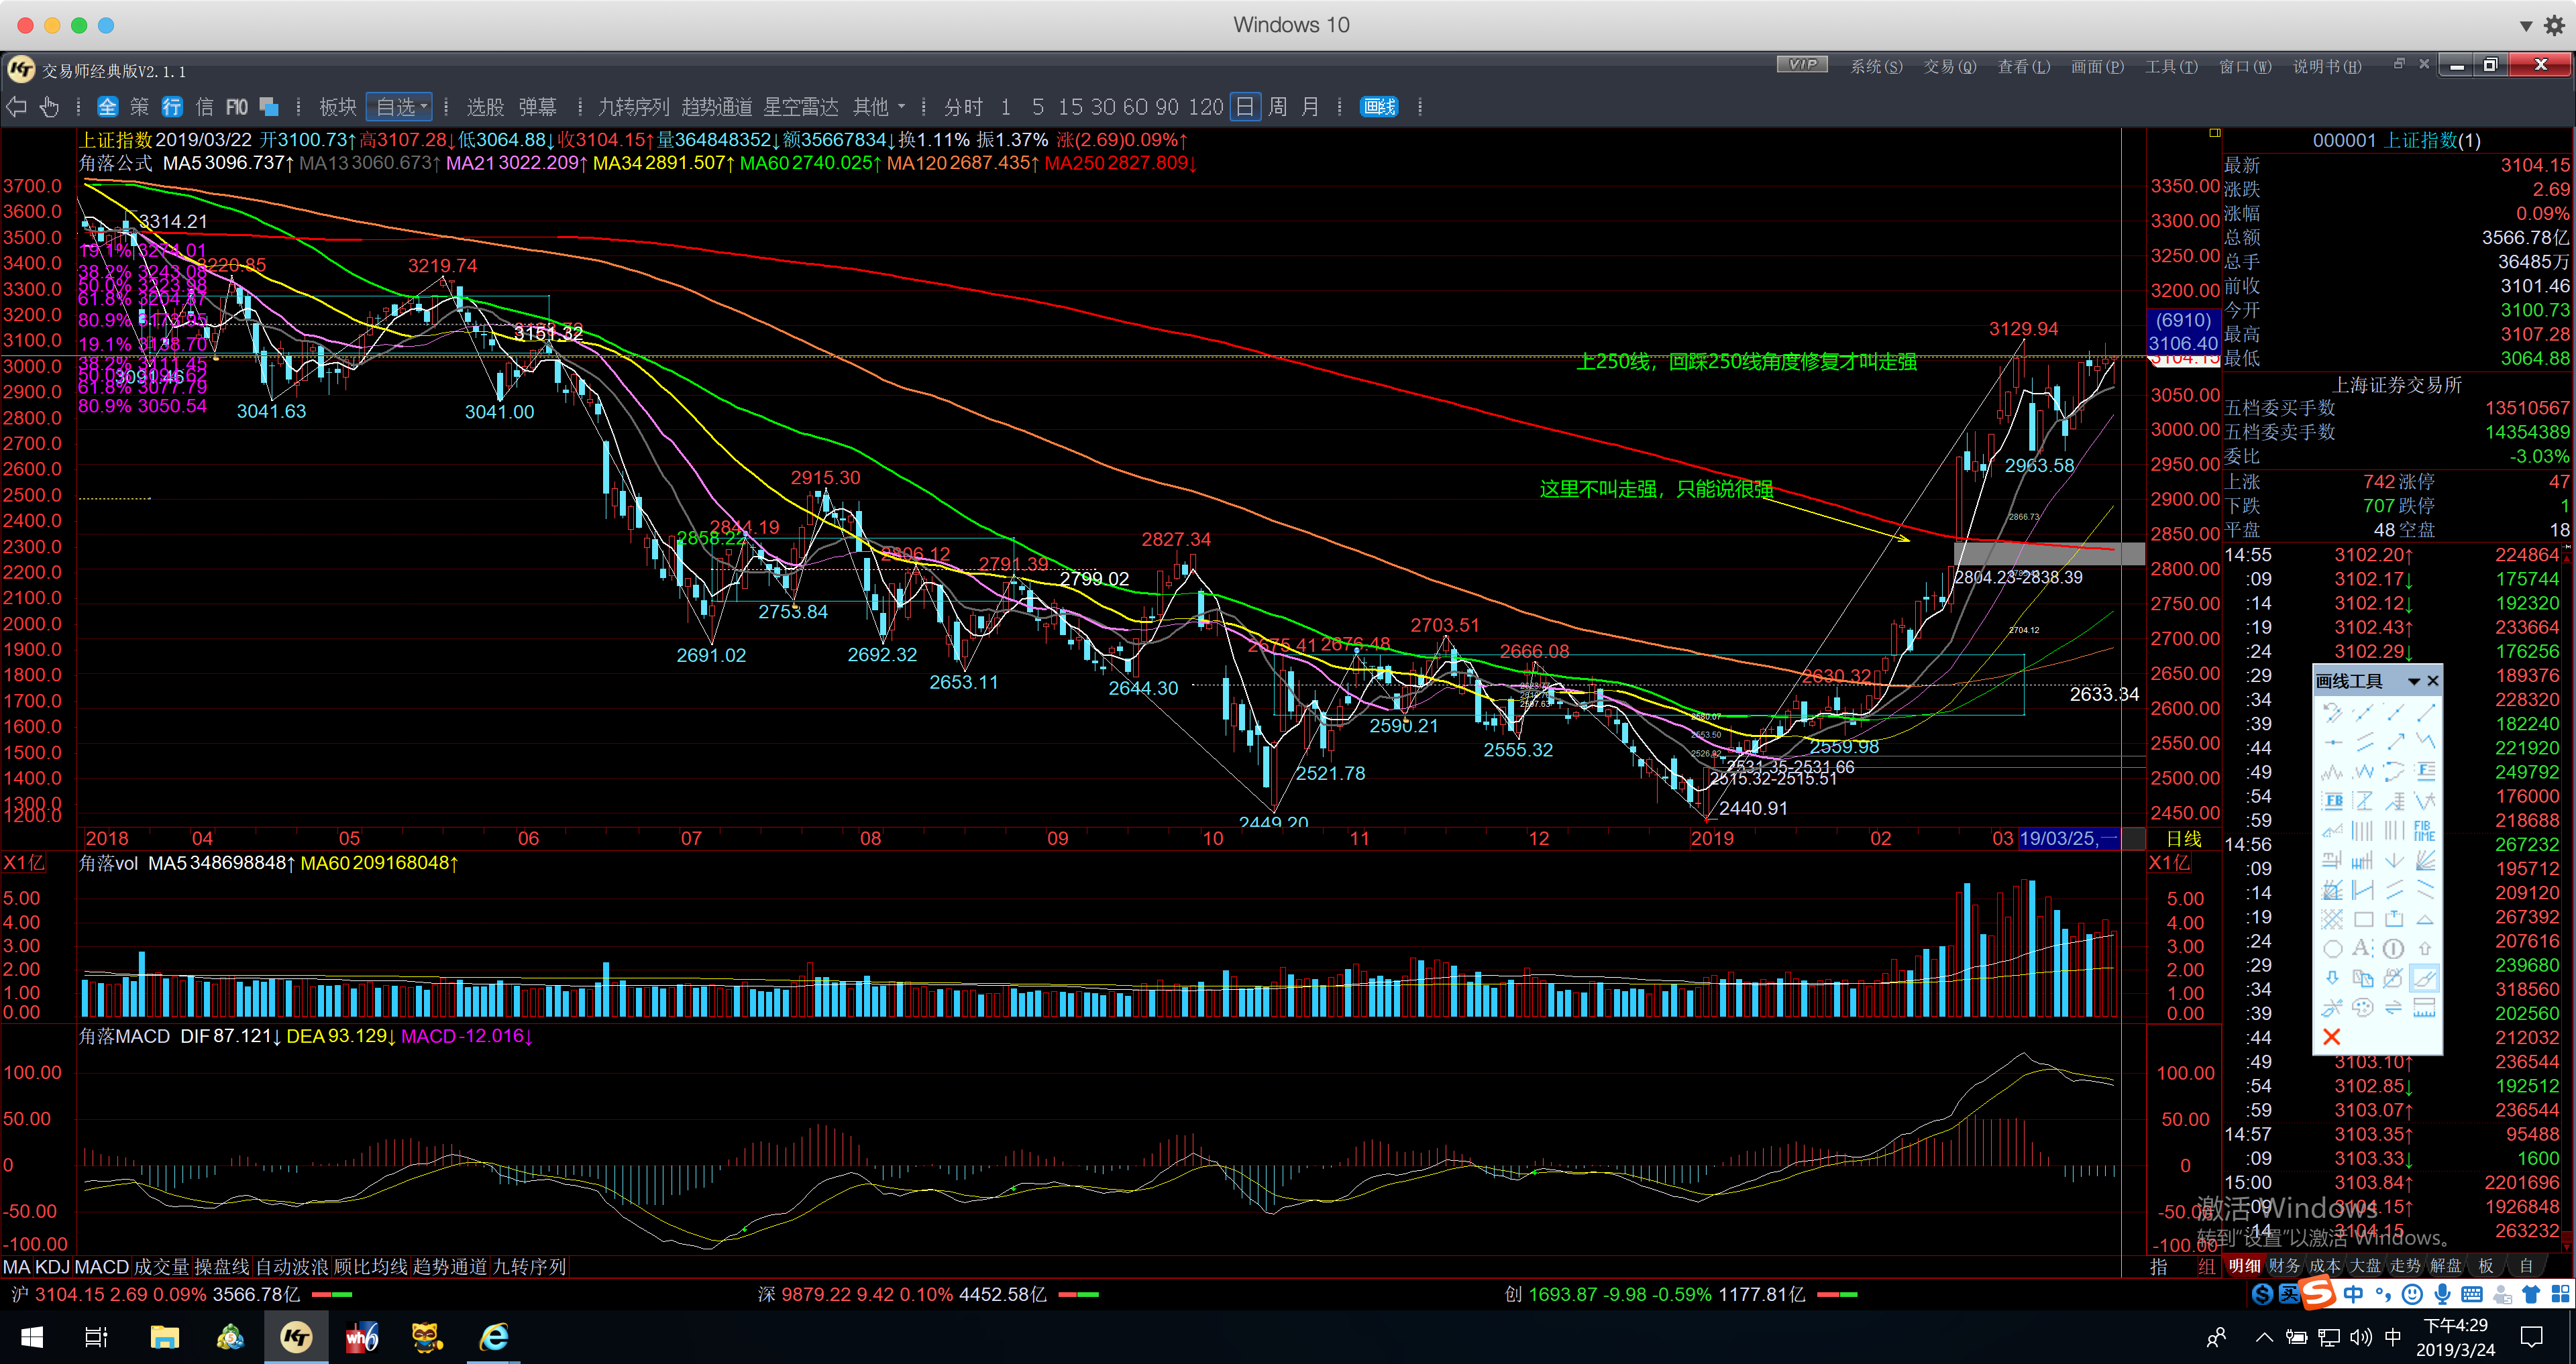 Windows 10
交易师经典版V2.1.1
VIP 系统(S) 交易(Q) 查看(L) 画面(P) 工具(T) 窗口(W) 说明书(H)
全 策 行 信 F10 板块 自选 选股 弹幕 九转序列 趋势通道 星空雷达 其他 分时 1 5 15 30 60 90 120 日 周 月 画线
上证指数 2019/03/22 开3100.73↑高3107.28↓低3064.88↓收3104.15↑量364848352↓额35667834↓换1.11% 振1.37% 涨(2.69)0.09%↑
角落公式 MA5 3096.737↑ MA13 3060.673↑ MA21 3022.209↑ MA34 2891.507↑ MA60 2740.025↑ MA120 2687.435↑ MA250 2827.809↓
3700.0
3600.0
3500.0
3400.0
3300.0
3200.0
3100.0
3000.0
2900.0
2800.0
2700.0
2600.0
2500.0
2400.0
2300.0
2200.0
2100.0
2000.0
1900.0
1800.0
1700.0
1600.0
1500.0
1400.0
1300.0
1200.0
3314.21
19.1% 3274.01
38.2% 3243.08
50.0% 3223.98
61.8% 3204.87
80.9% 3173.95
19.1% 3138.70
38.2% 3111.45
61.8% 3077.79
80.9% 3050.54
3220.85
3091.46
3041.63
3219.74
3041.00
3151.32
2691.02
2858.22
2844.19
2753.84
2915.30
2692.32
2806.12
2653.11
2791.39
2799.02
2644.30
2827.34
2449.20
2675.41
2521.78
2676.48
2590.21
2703.51
2555.32
2666.08
2597.63
2580.07
2553.50
2526.82
2531.35-2531.66
2515.32-2515.51
2440.91
2630.32
2559.98
2633.34
2704.12
2804.23-2838.39
2866.73
2963.58
3129.94
上250线，回踩250线角度修复才叫走强
这里不叫走强，只能说很强
3350.00
3300.00
3250.00
3200.00
(6910)
3106.40
3104.15
3050.00
3000.00
2950.00
2900.00
2850.00
2800.00
2750.00
2700.00
2650.00
2600.00
2550.00
2500.00
2450.00
2018 04 05 06 07 08 09 10 11 12 2019 02 03 19/03/25,一 日线
X1亿 角落vol MA5 348698848↑ MA60 209168048↑ X1亿
5.00 5.00
4.00 4.00
3.00 3.00
2.00 2.00
1.00 1.00
0.00 0.00
角落MACD DIF 87.121↓ DEA 93.129↓ MACD -12.016↓
100.00 100.00
50.00 50.00
0 0
-50.00 -50.00
-100.00 -100.00
MA KDJ MACD 成交量 操盘线 自动波浪 顾比均线 趋势通道 九转序列 指 组
000001 上证指数(1)
最新 3104.15
涨跌 2.69
涨幅 0.09%
总额 3566.78亿
总手 36485万
前收 3101.46
今开 3100.73
最高 3107.28
最低 3064.88
上海证券交易所
五档委买手数 13510567
五档委卖手数 14354389
委比 -3.03%
上涨 742 涨停 47
下跌 707 跌停 1
平盘 48 空盘 18
14:55 3102.20↑ 224864
:09 3102.17↓ 175744
:14 3102.12↓ 192320
:19 3102.43↑ 233664
:24 3102.29↓ 176256
:29 189376
:34 228320
:39 182240
:44 221920
:49 249792
:54 176000
:59 218688
14:56 267232
:09 195712
:14 209120
:19 267392
:24 207616
:29 239680
:34 318560
:39 202560
:44 212032
:49 3103.10↑ 236544
:54 3102.85↓ 192512
:59 3103.07↑ 236544
14:57 3103.35↑ 95488
:09 3103.33↓ 1600
15:00 3103.84↑ 2201696
:09 3104.15↑ 1926848
:14 3104.15 263232
画线工具
FB
FIB TIME
激活 Windows
转到“设置”以激活 Windows。
明细 财务 成本 大盘 走势 解盘 板 自
沪 3104.15 2.69 0.09% 3566.78亿 深 9879.22 9.42 0.10% 4452.58亿 创 1693.87 -9.98 -0.59% 1177.81亿
中
KT wh6
中 下午4:29
2019/3/24